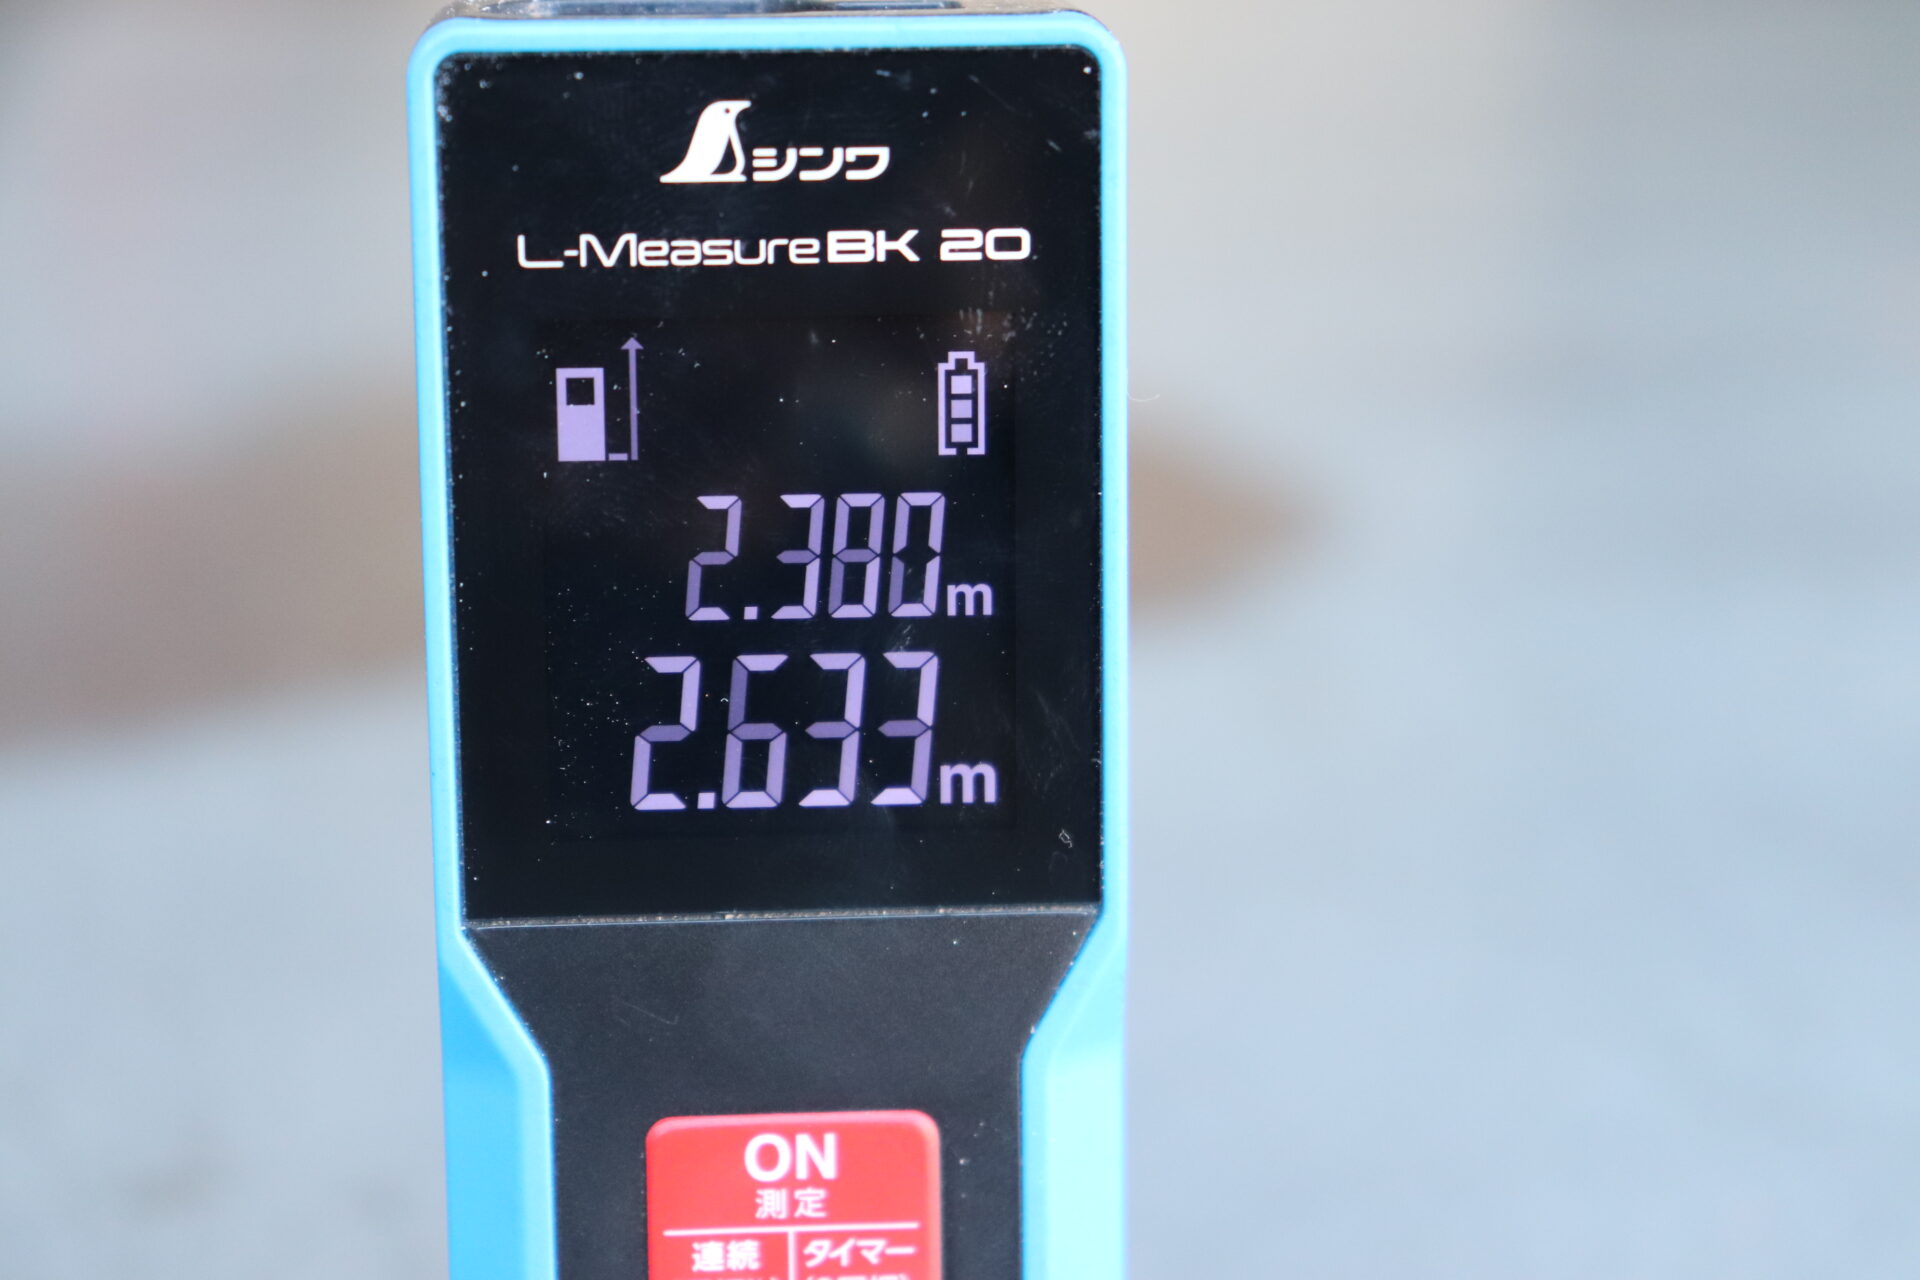 シンワ
L-Measure BK 20
2.380m
2.633m
ON
測定
連続
タイマー